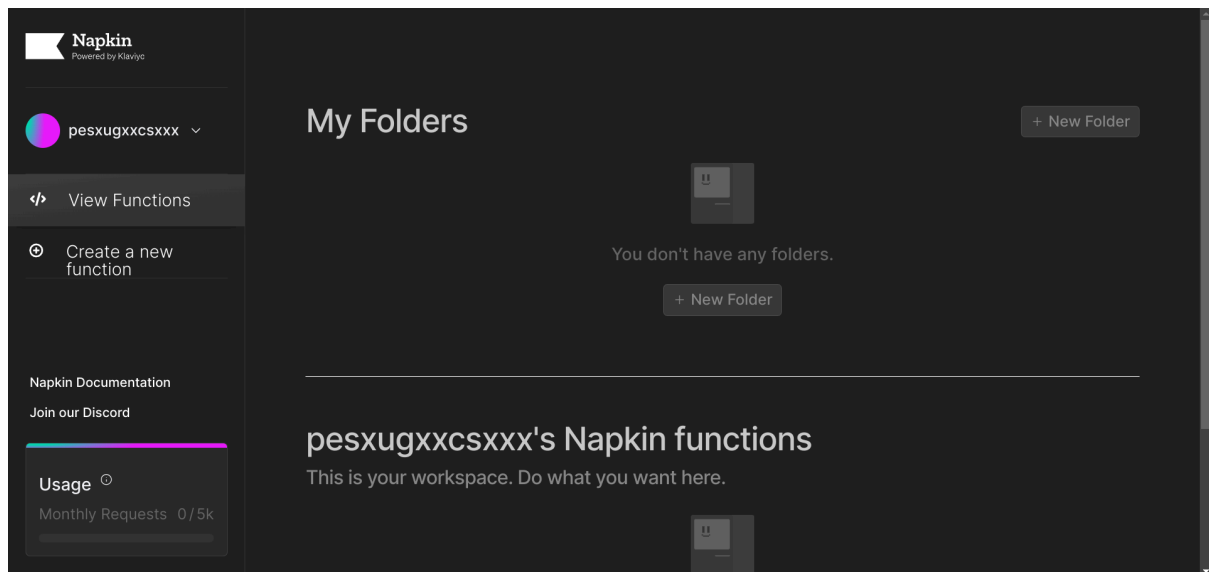 Napkin
Powered by Klaviyo
pesxugxxcsxxx
View Functions
Create a new
function
Napkin Documentation
Join our Discord
Usage
Monthly Requests 0/5k
My Folders
+ New Folder
You don't have any folders.
+ New Folder
pesxugxxcsxxx's Napkin functions
This is your workspace. Do what you want here.